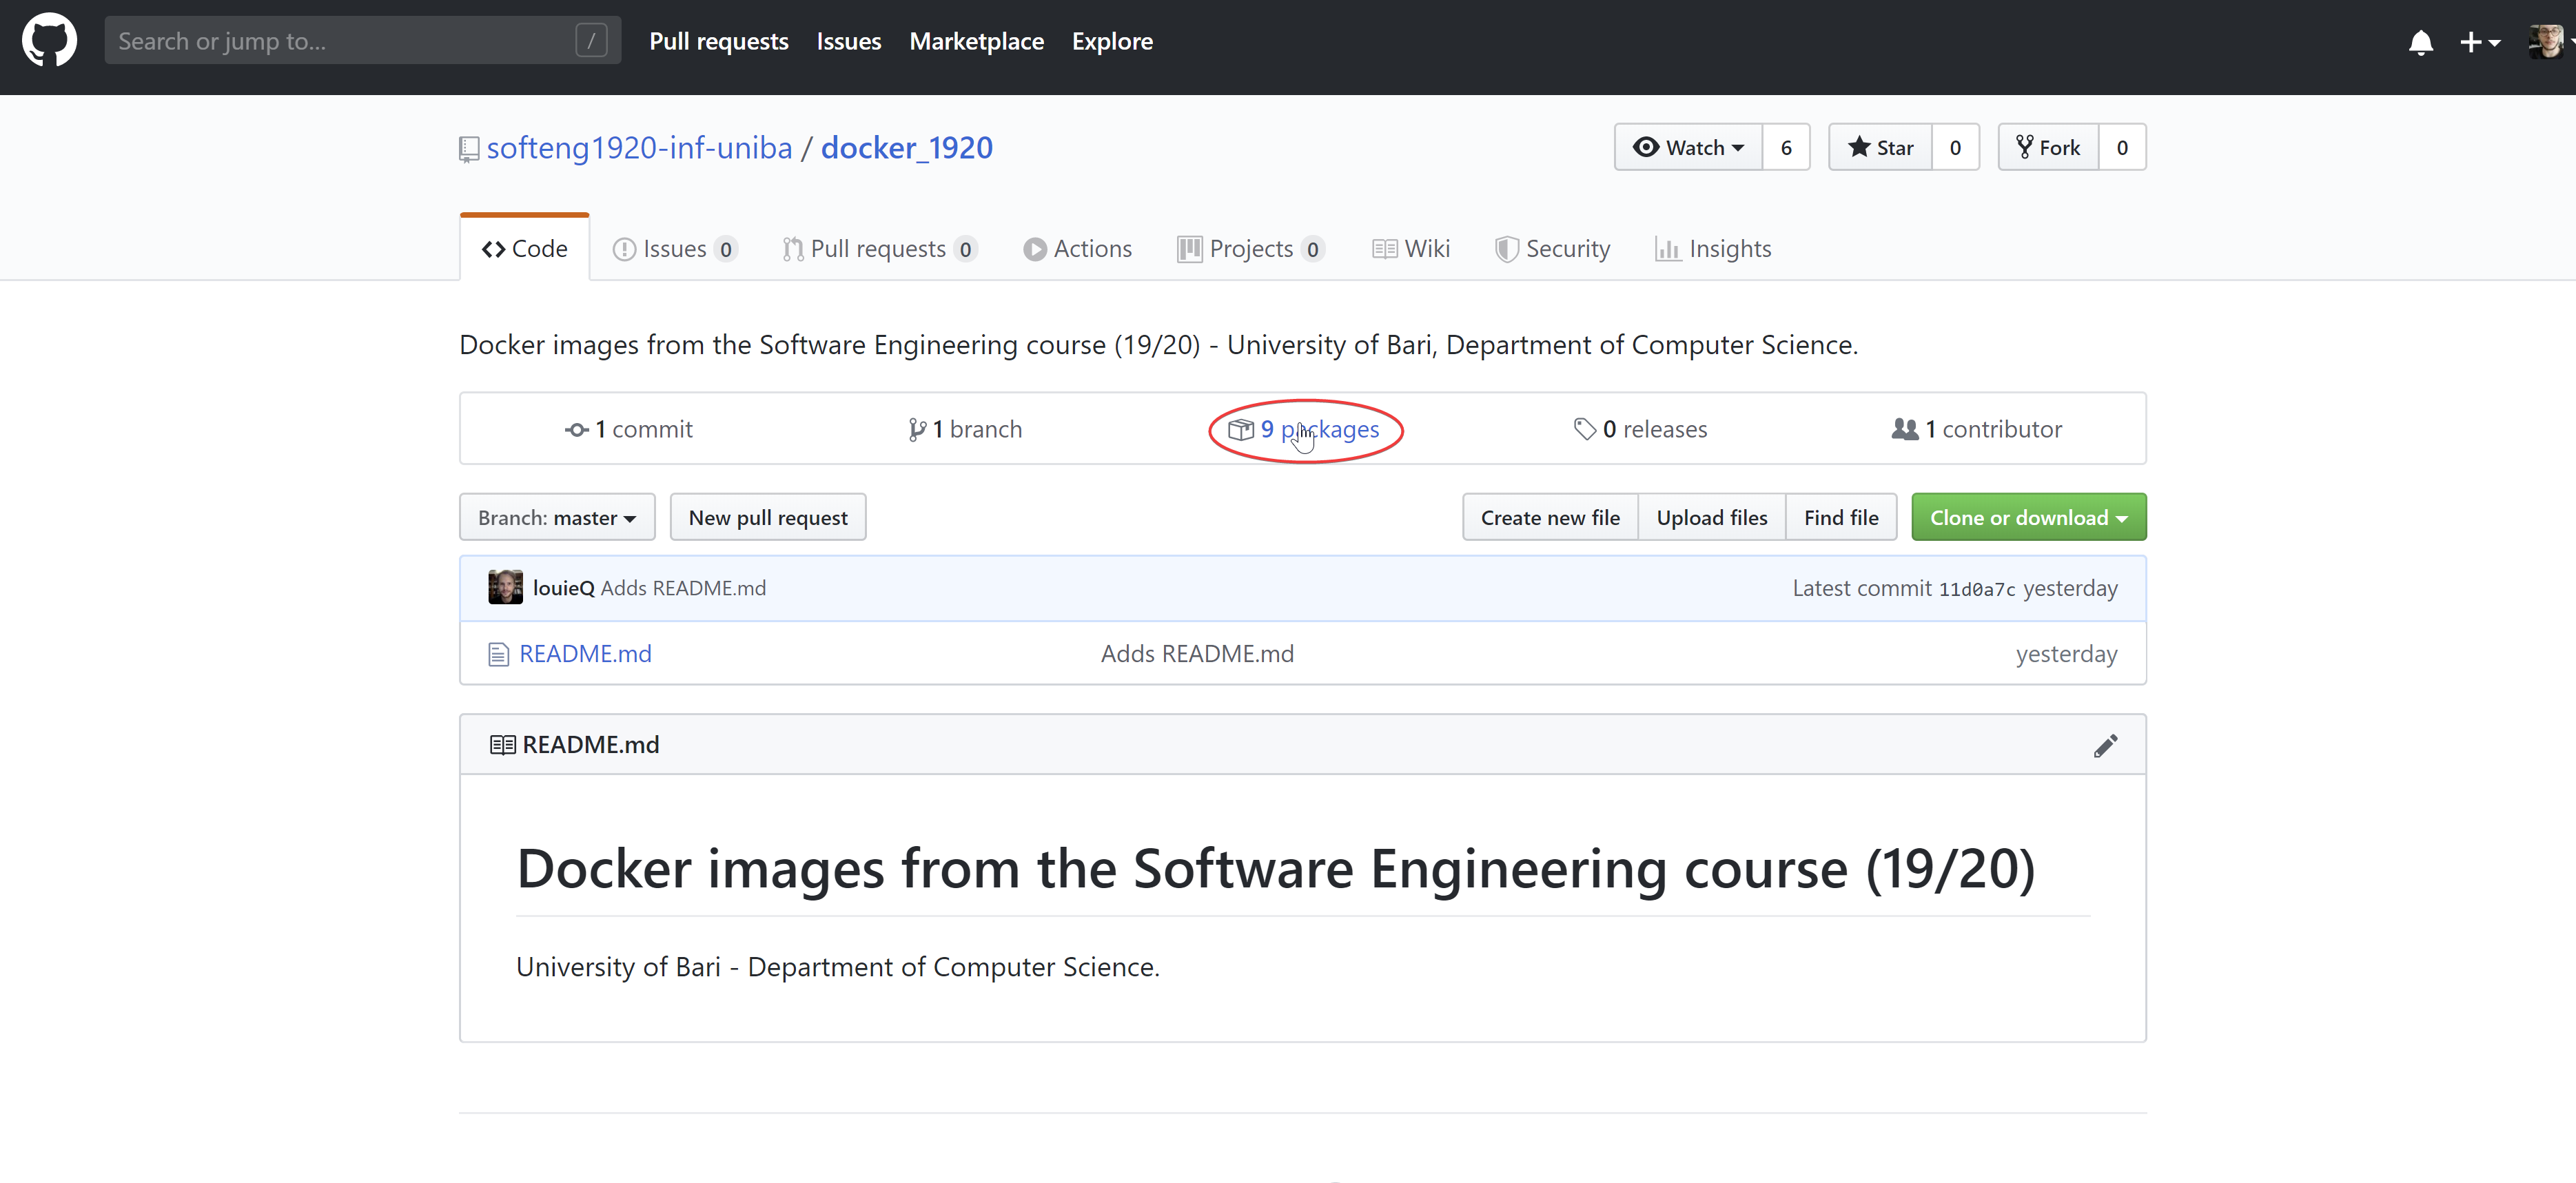 Search or jump to... / Pull requests Issues Marketplace Explore
softeng1920-inf-uniba / docker_1920 Watch 6 Star 0 Fork 0
Code Issues 0 Pull requests 0 Actions Projects 0 Wiki Security Insights
Docker images from the Software Engineering course (19/20) - University of Bari, Department of Computer Science.
1 commit 1 branch 9 packages 0 releases 1 contributor
Branch: master New pull request Create new file Upload files Find file Clone or download
louieQ Adds README.md Latest commit 11d0a7c yesterday
README.md Adds README.md yesterday
README.md
Docker images from the Software Engineering course (19/20)
University of Bari - Department of Computer Science.